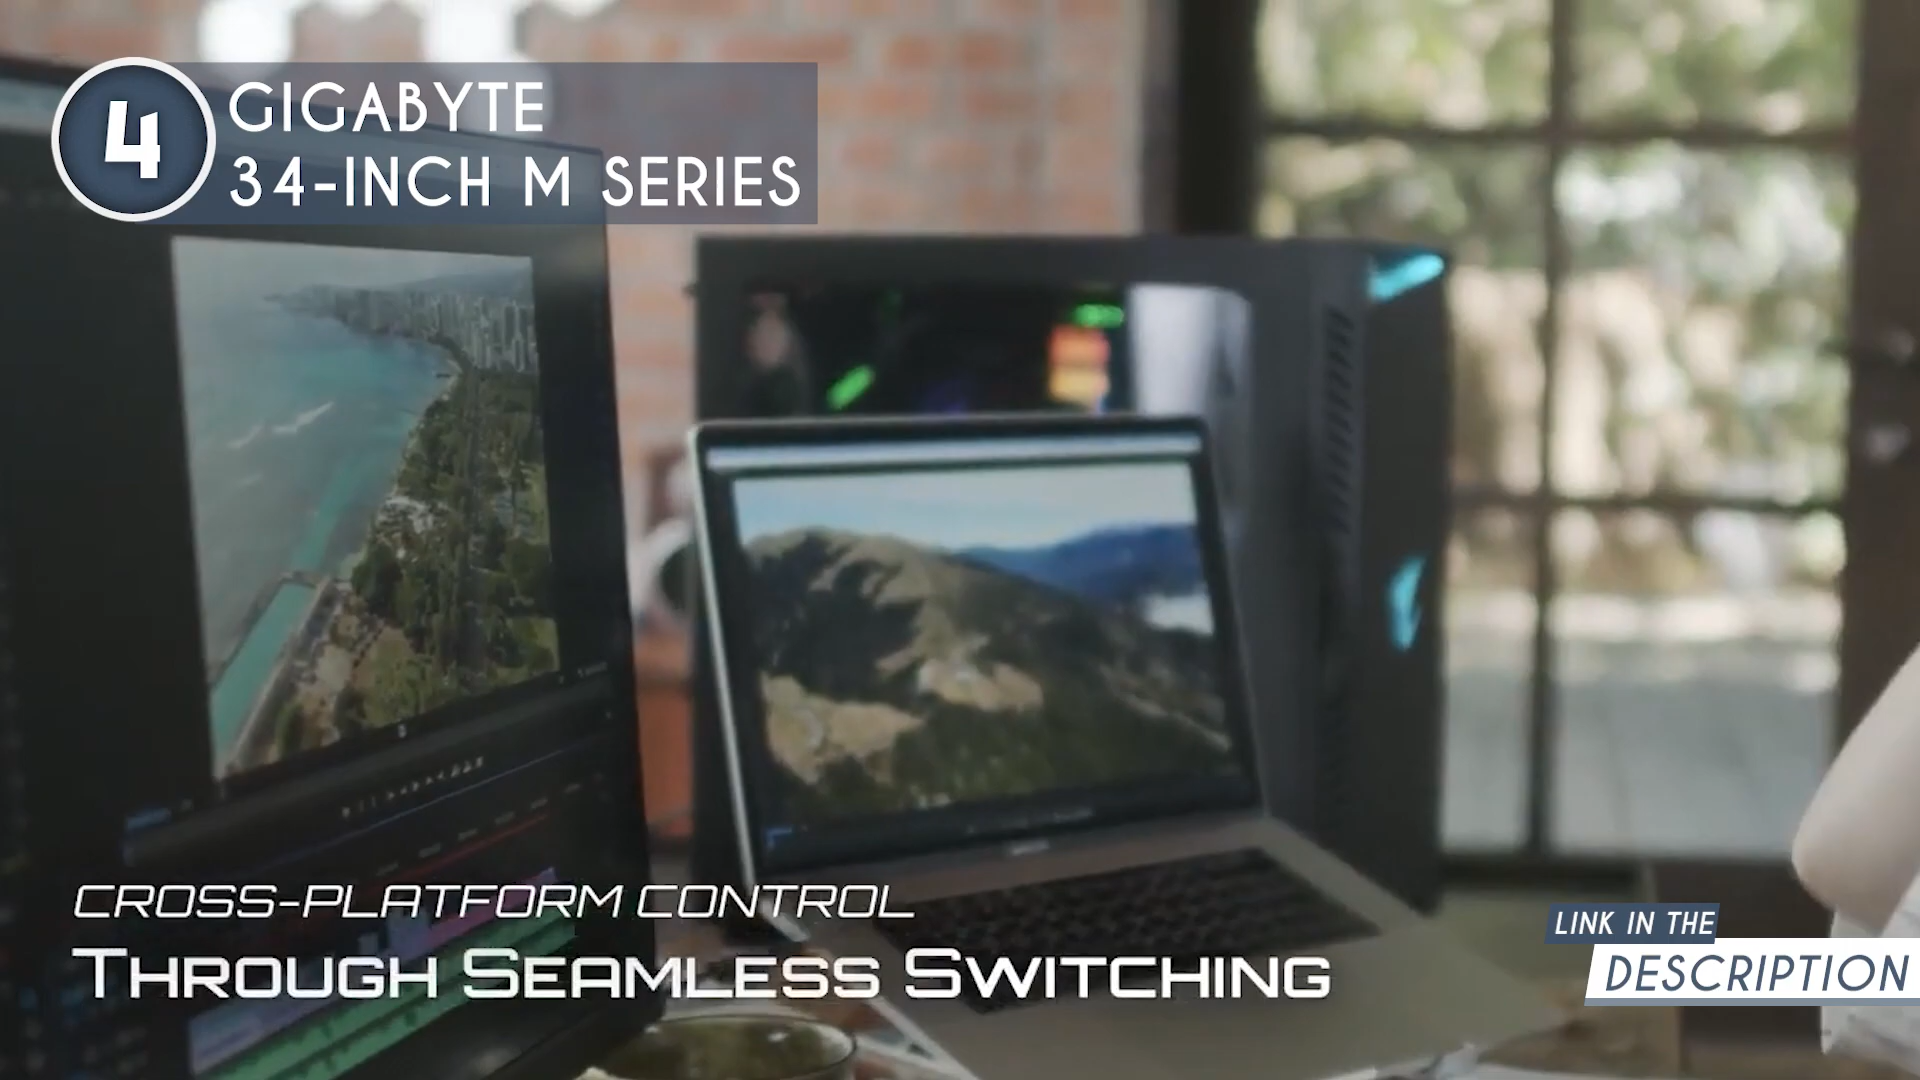 4
GIGABYTE
34-INCH M SERIES
CROSS-PLATFORM CONTROL
THROUGH SEAMLESS SWITCHING
LINK IN THE
DESCRIPTION